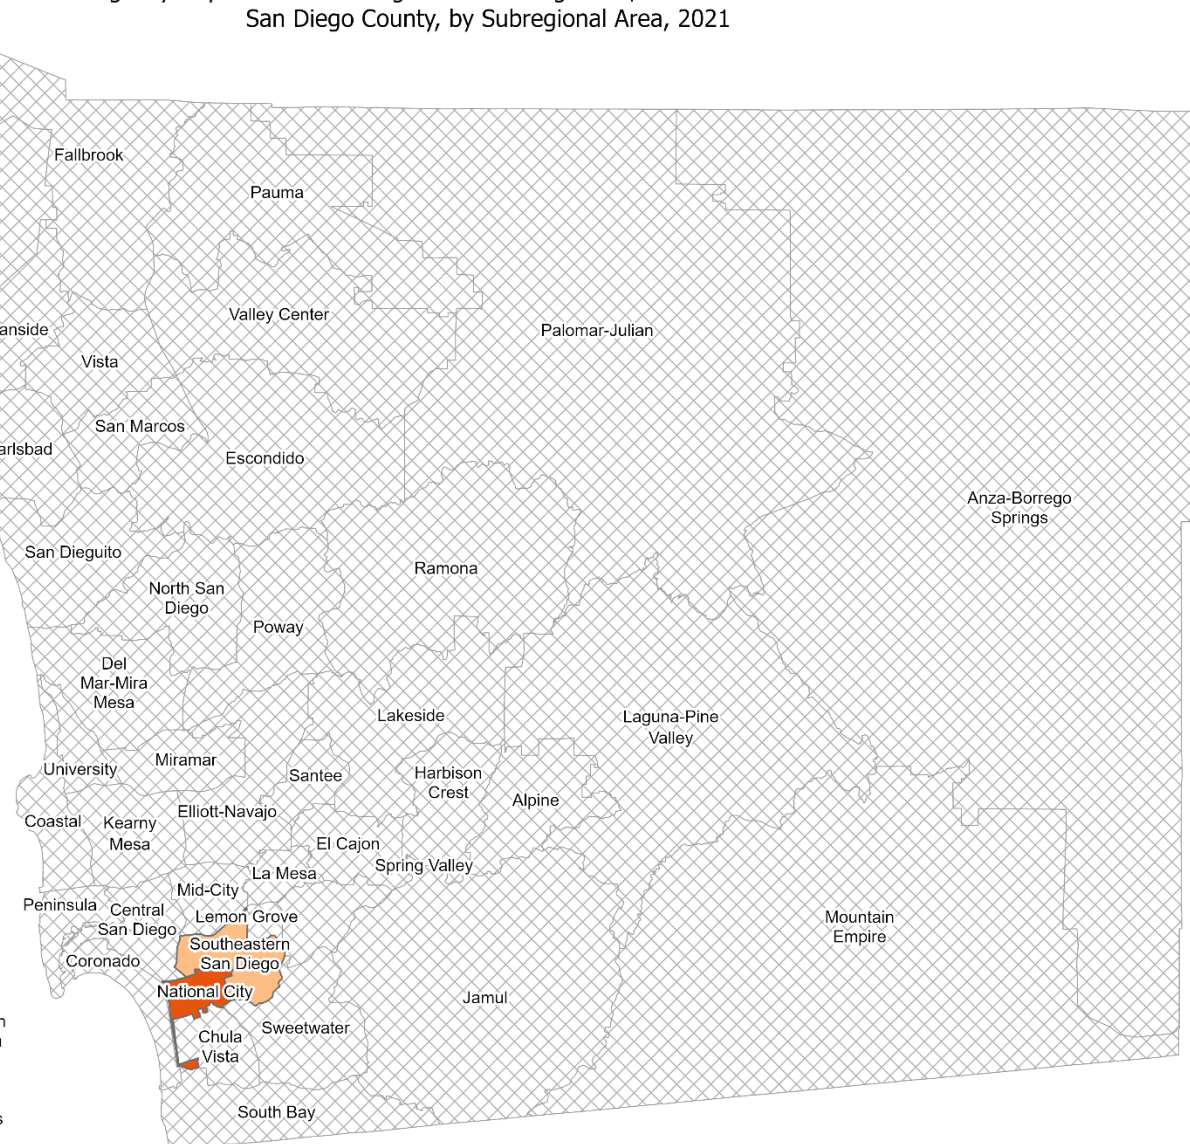 San Diego County, by Subregional Area, 2021
Fallbrook
Pauma
Valley Center
Palomar-Julian
anside
Vista
San Marcos
arlsbad
Escondido
Anza-Borrego
Springs
San Dieguito
Ramona
North San
Diego
Poway
Del
Mar-Mira
Mesa
Lakeside
Laguna-Pine
Valley
Miramar
University
Santee
Harbison
Crest
Alpine
Elliott-Navajo
Coastal
Kearny
Mesa
El Cajon
Spring Valley
La Mesa
Mid-City
Peninsula
Central
San Diego
Lemon Grove
Mountain
Empire
Southeastern
San Diego
Coronado
National City
Jamul
Sweetwater
Chula
Vista
South Bay